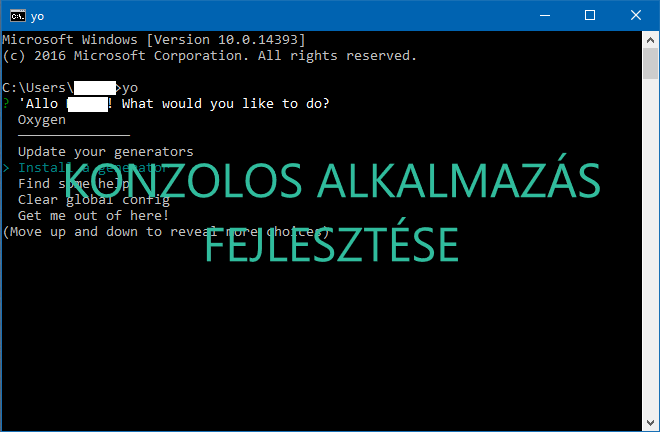 yo
Microsoft Windows [Version 10.0.14393]
(c) 2016 Microsoft Corporation. All rights reserved.
C:\Users\ >yo
? 'Allo ! What would you like to do?
Oxygen
Update your generators
> Install a generator
Find some help
Clear global config
Get me out of here!
(Move up and down to reveal more choices)
KONZOLOS ALKALMAZÁS
FEJLESZTÉSE